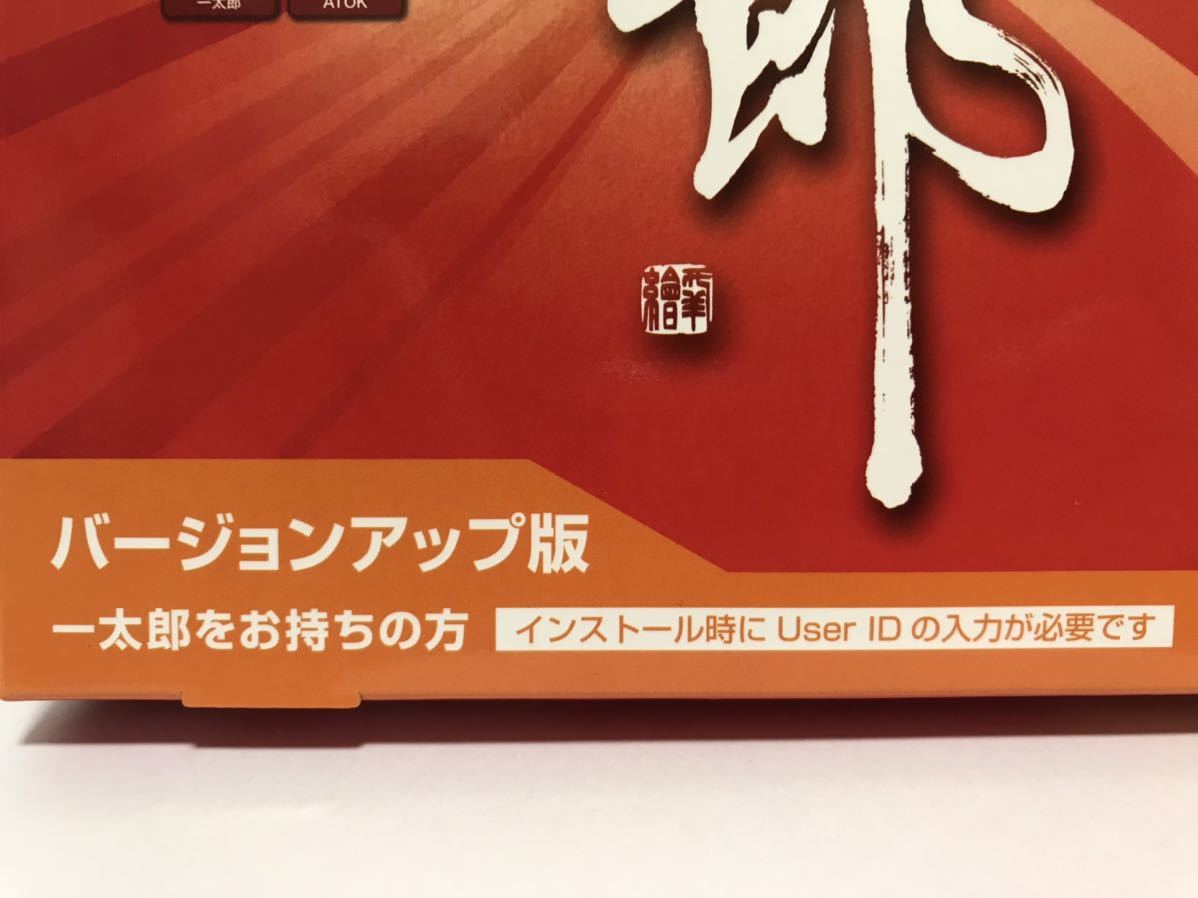 一太郎
ATOK
郎
バージョンアップ版
一太郎をお持ちの方
インストール時に User ID の入力が必要です